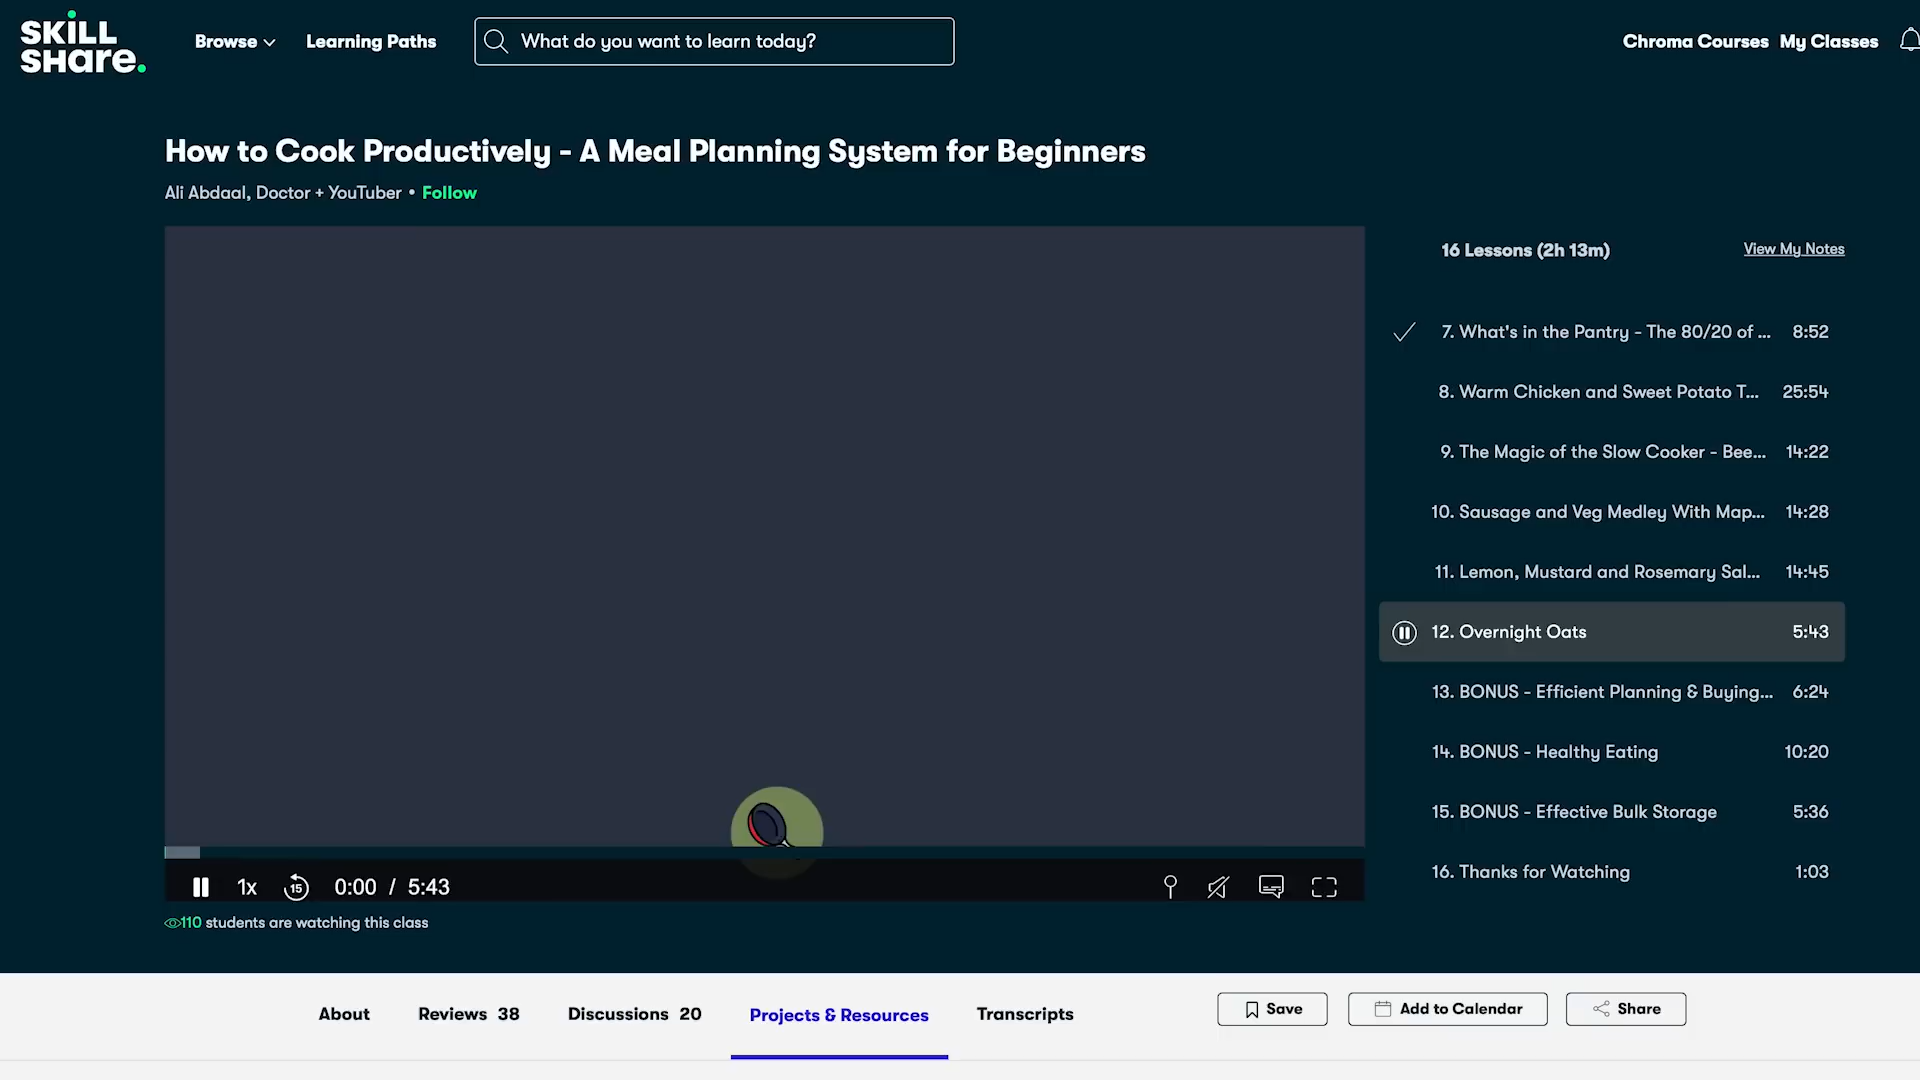 SKILL
SHare.
Browse
Learning Paths
What do you want to learn today?
Chroma Courses
My Classes
How to Cook Productively - A Meal Planning System for Beginners
Ali Abdaal, Doctor + YouTuber • Follow
16 Lessons (2h 13m)
View My Notes
7. What's in the Pantry - The 80/20 of ... 8:52
8. Warm Chicken and Sweet Potato T... 25:54
9. The Magic of the Slow Cooker - Bee... 14:22
10. Sausage and Veg Medley With Map... 14:28
11. Lemon, Mustard and Rosemary Sal... 14:45
12. Overnight Oats 5:43
13. BONUS - Efficient Planning & Buying... 6:24
14. BONUS - Healthy Eating 10:20
15. BONUS - Effective Bulk Storage 5:36
16. Thanks for Watching 1:03
1x 15 0:00 / 5:43
110 students are watching this class
About
Reviews 38
Discussions 20
Projects & Resources
Transcripts
Save
Add to Calendar
Share